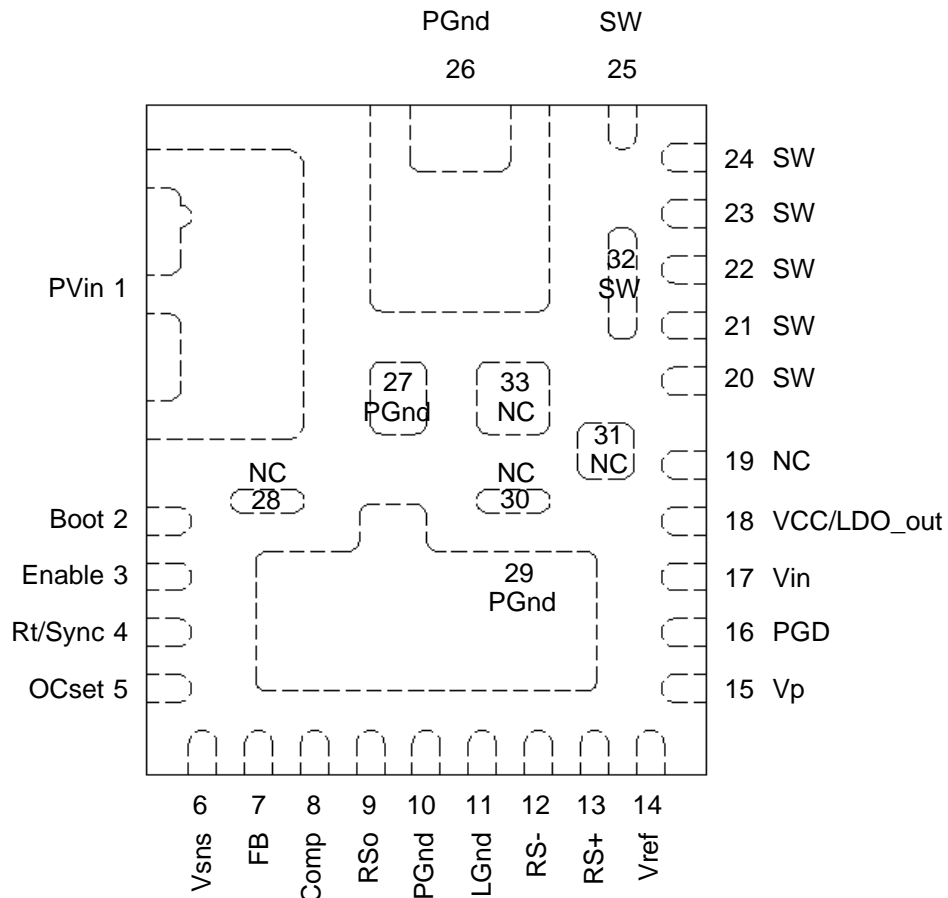 PGnd SW
26 25
24 SW
23 SW
22 SW
21 SW
20 SW
32
SW
PVin 1
27
PGnd
33
NC
31
NC
19 NC
NC
28
NC
30
Boot 2
18 VCC/LDO_out
Enable 3
29
PGnd
17 Vin
Rt/Sync 4
16 PGD
OCset 5
15 Vp
6 7 8 9 10 11 12 13 14
Vsns FB Comp RSo PGnd LGnd RS- RS+ Vref